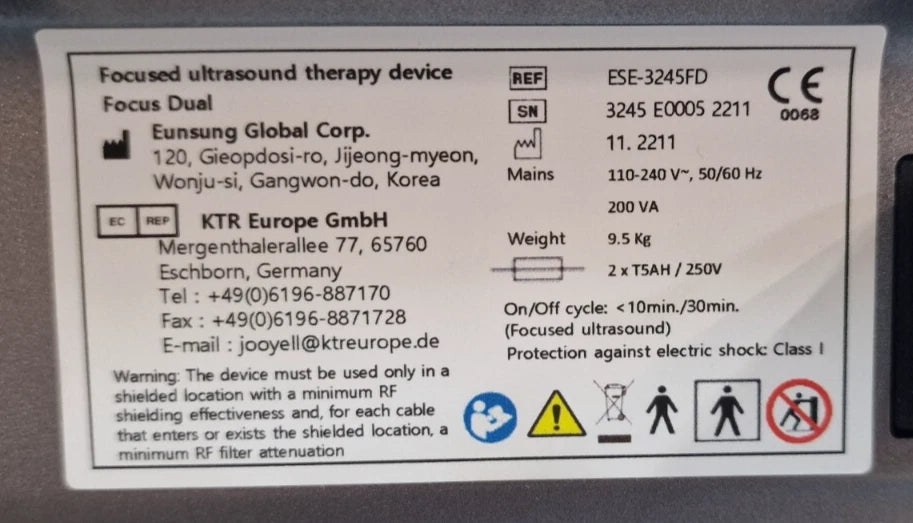 Focused ultrasound therapy device
Focus Dual
Eunsung Global Corp.
120, Gieopdosi-ro, Jijeong-myeon,
Wonju-si, Gangwon-do, Korea
EC REP KTR Europe GmbH
Mergenthalerallee 77, 65760
Eschborn, Germany
Tel : +49(0)6196-887170
Fax : +49(0)6196-8871728
E-mail : jooyell@ktreurope.de
Warning: The device must be used only in a
shielded location with a minimum RF
shielding effectiveness and, for each cable
that enters or exists the shielded location, a
minimum RF filter attenuation
REF ESE-3245FD
SN 3245 E0005 2211
11. 2211
Mains 110-240 V~, 50/60 Hz
200 VA
Weight 9.5 Kg
2 x T5AH / 250V
On/Off cycle: <10min./30min.
(Focused ultrasound)
Protection against electric shock: Class I
CE
0068